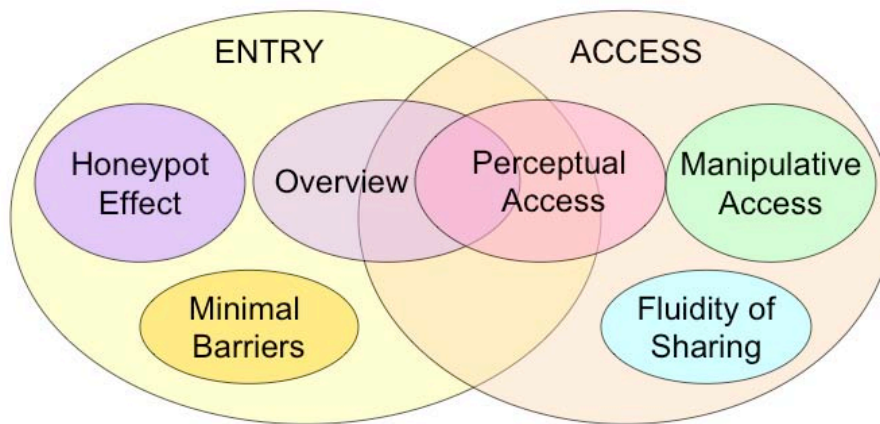 ENTRY
ACCESS
Honeypot
Effect
Overview
Perceptual
Access
Manipulative
Access
Minimal
Barriers
Fluidity of
Sharing